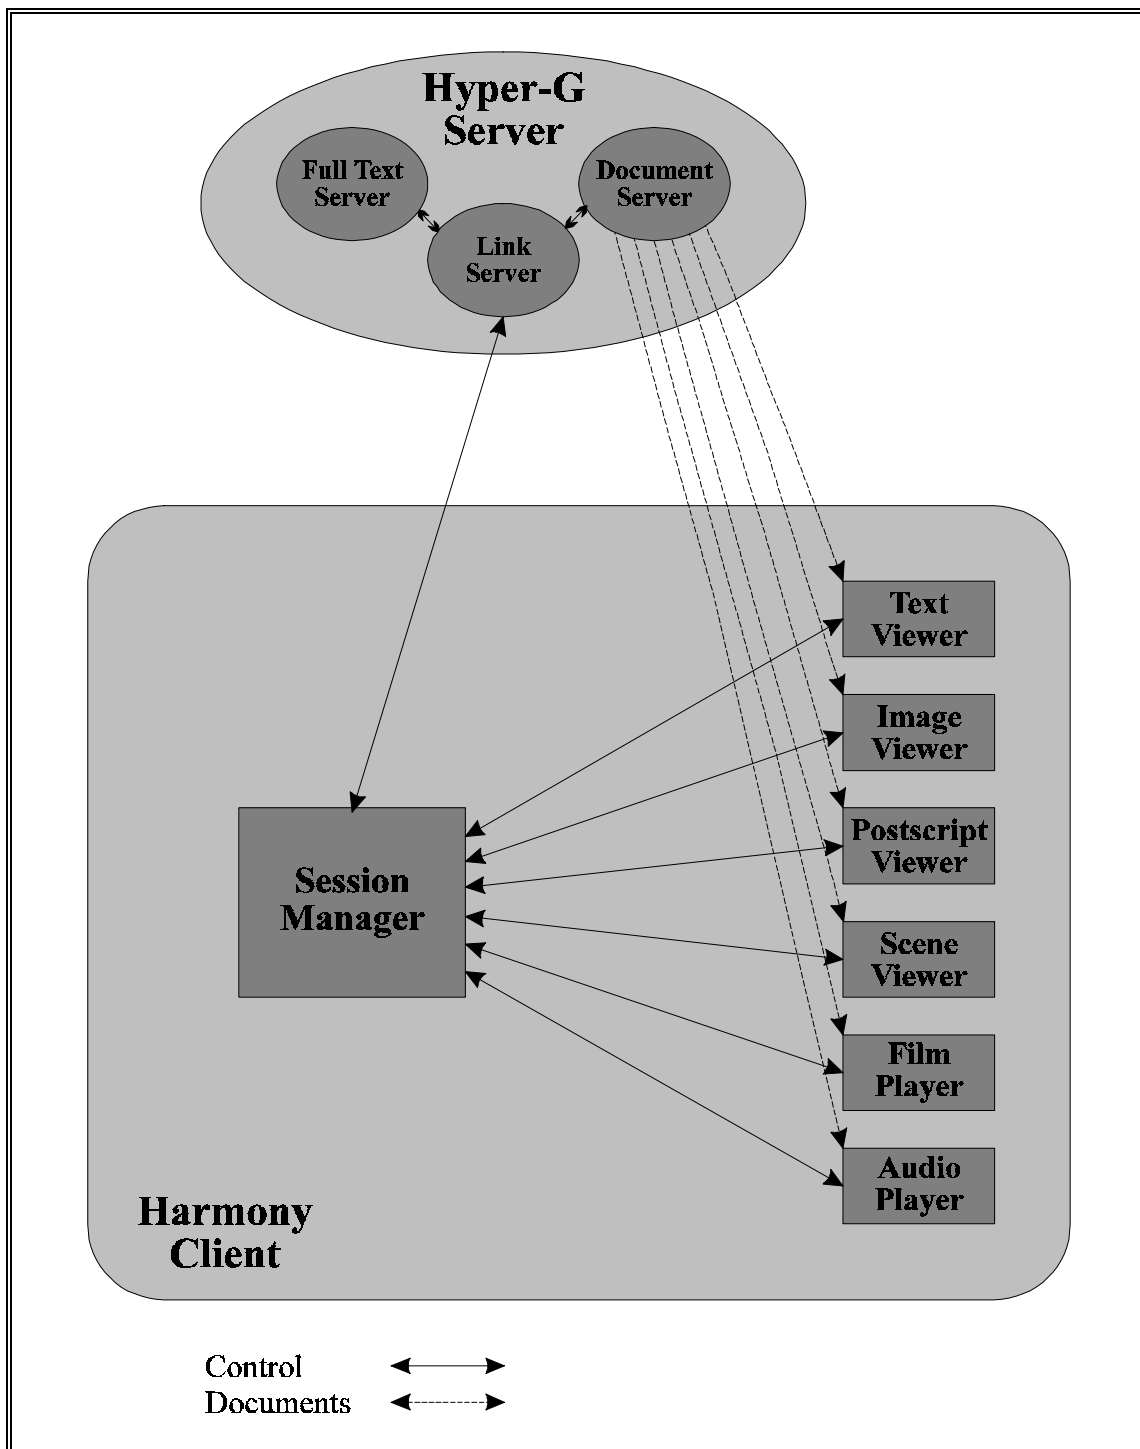 Hyper-G
Server
Full Text
Server
Document
Server
Link
Server
Text
Viewer
Image
Viewer
Postscript
Viewer
Session
Manager
Scene
Viewer
Film
Player
Audio
Player
Harmony
Client
Control
Documents